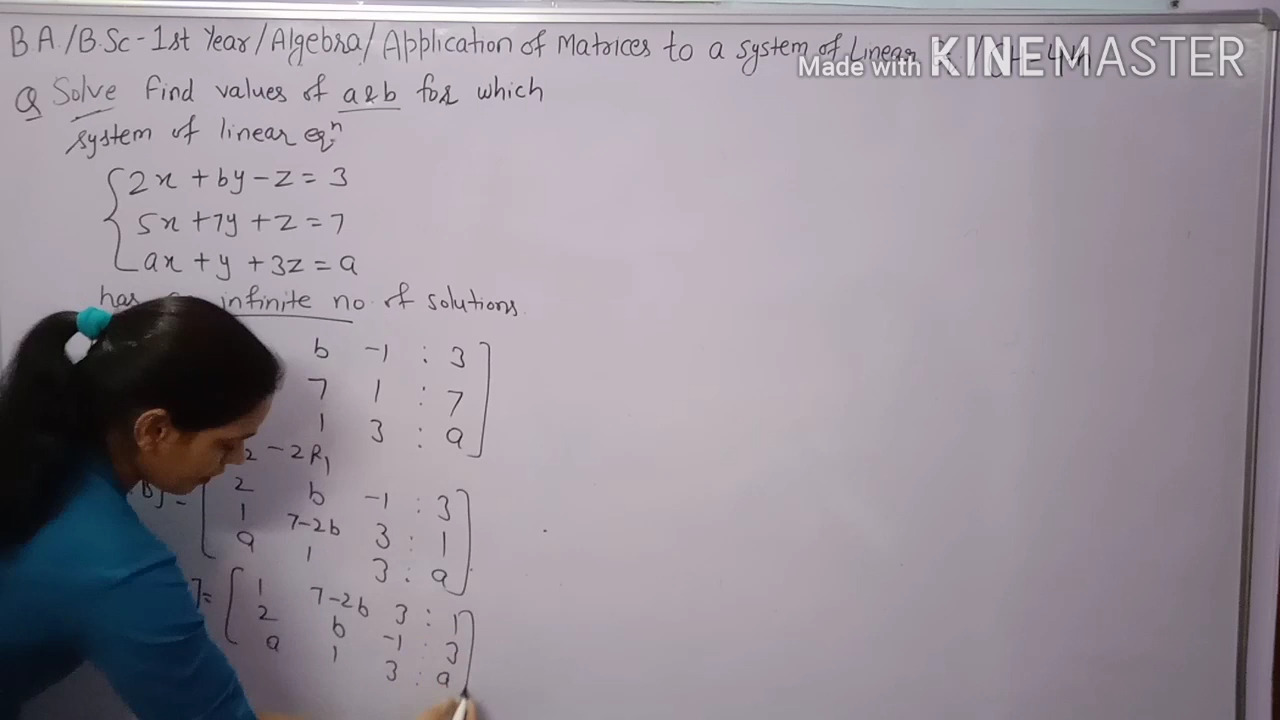 B.A./B.Sc-1st Year/Algebra/Application of Matrices to a system of Linear
Made with KINEMASTER
Q Solve find values of a & b for which
system of linear eqn
2x + by - z = 3
5x + 7y + z = 7
ax + y + 3z = a
has infinite no. of solutions.
b -1 : 3
7 1 : 7
1 3 : a
2 - 2R1
B] = 2 b -1 : 3
1 7-2b 3 : 1
a 1 3 : a
] = 1 7-2b 3 : 1
2 b -1 : 3
a 1 3 : a